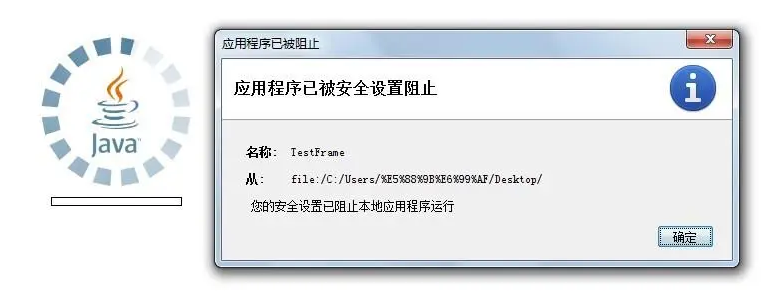 Java
应用程序已被阻止
应用程序已被安全设置阻止
名称: TestFrame
从: file:/C:/Users/%E5%88%9B%E6%99%AF/Desktop/
您的安全设置已阻止本地应用程序运行
确定